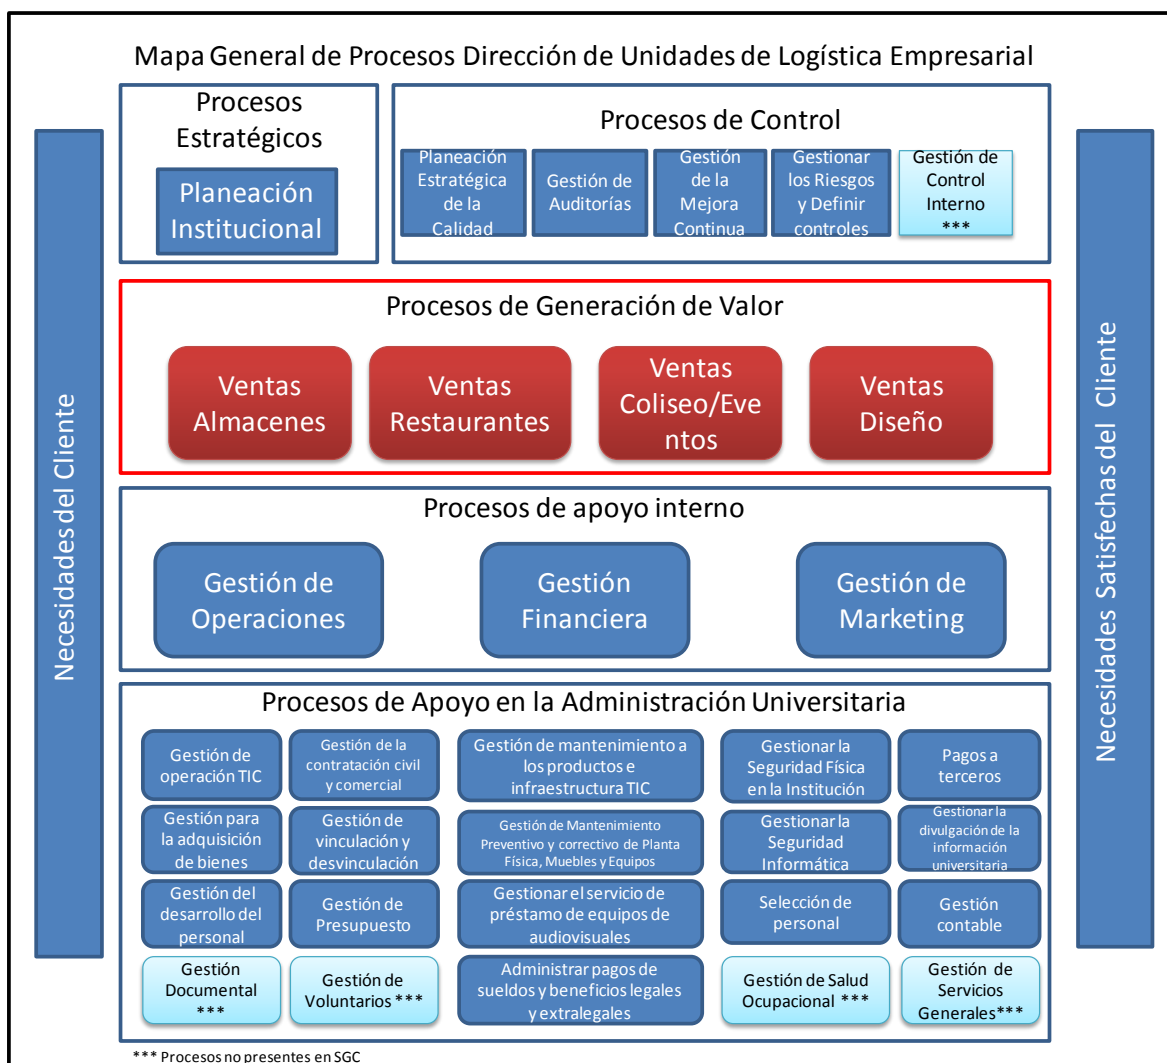 Mapa General de Procesos Dirección de Unidades de Logística Empresarial
Necesidades del Cliente
Procesos
Estratégicos
Planeación
Institucional
Procesos de Control
Planeación
Estratégica
de la
Calidad
Gestión de
Auditorías
Gestión
de la
Mejora
Continua
Gestionar
los Riesgos
y Definir
controles
Gestión de
Control
Interno
***
Procesos de Generación de Valor
Ventas
Almacenes
Ventas
Restaurantes
Ventas
Coliseo/Eve
ntos
Ventas
Diseño
Procesos de apoyo interno
Gestión de
Operaciones
Gestión
Financiera
Gestión de
Marketing
Procesos de Apoyo en la Administración Universitaria
Gestión de
operación TIC
Gestión de la
contratación civil
y comercial
Gestión de mantenimiento a
los productos e
infraestructura TIC
Gestionar la
Seguridad Física
en la Institución
Pagos a
terceros
Gestión para
la adquisición
de bienes
Gestión de
vinculación y
desvinculación
Gestión de Mantenimiento
Preventivo y correctivo de Planta
Física, Muebles y Equipos
Gestionar la
Seguridad
Informática
Gestionar la
divulgación de la
información
universitaria
Gestión del
desarrollo del
personal
Gestión de
Presupuesto
Gestionar el servicio de
préstamo de equipos de
audiovisuales
Selección de
personal
Gestión
contable
Gestión
Documental
***
Gestión de
Voluntarios ***
Administrar pagos de
sueldos y beneficios legales
y extralegales
Gestión de Salud
Ocupacional ***
Gestión de
Servicios
Generales***
Necesidades Satisfechas del Cliente
*** Procesos no presentes en SGC